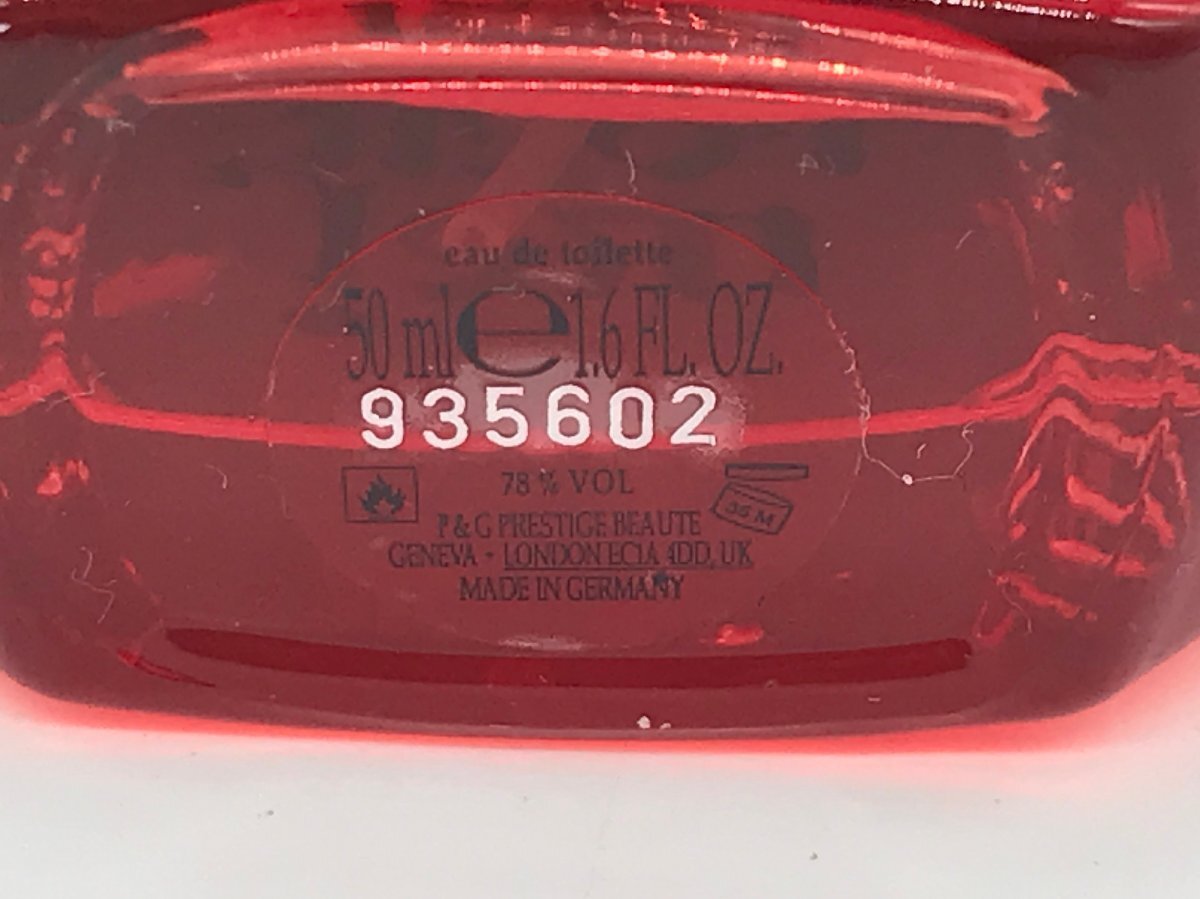 eau de toilette
50 ml e 1.6 FL. OZ.
935602
78 % VOL
36 M
P & G PRESTIGE BEAUTE
GENEVA · LONDON EC1A 4DD, UK
MADE IN GERMANY